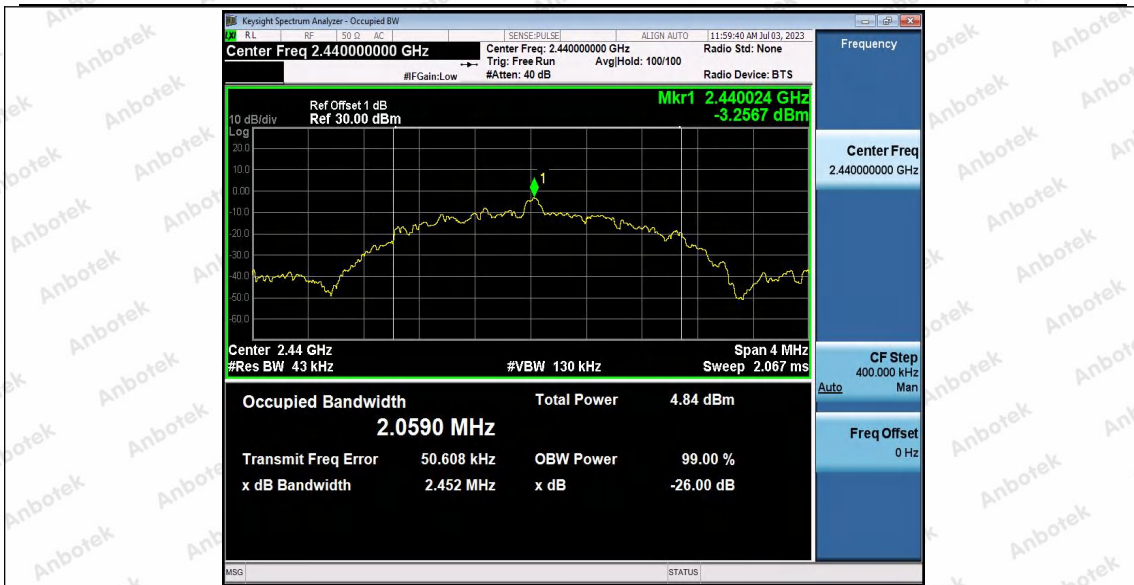 Keysight Spectrum Analyzer - Occupied BW
LXI RL RF 50 Ω AC SENSE:PULSE ALIGN AUTO 11:59:40 AM Jul 03, 2023
Center Freq 2.440000000 GHz
Center Freq: 2.440000000 GHz
Radio Std: None
Trig: Free Run Avg|Hold: 100/100
#IFGain:Low #Atten: 40 dB Radio Device: BTS
Ref Offset 1 dB
10 dB/div Ref 30.00 dBm
Mkr1 2.440024 GHz
-3.2567 dBm
Log
20.0
10.0
0.00
-10.0
-20.0
-30.0
-40.0
-50.0
-60.0
1
Center 2.44 GHz Span 4 MHz
#Res BW 43 kHz #VBW 130 kHz Sweep 2.067 ms
Occupied Bandwidth Total Power 4.84 dBm
2.0590 MHz
Transmit Freq Error 50.608 kHz OBW Power 99.00 %
x dB Bandwidth 2.452 MHz x dB -26.00 dB
MSG STATUS
Frequency
Center Freq
2.440000000 GHz
CF Step
400.000 kHz
Auto Man
Freq Offset
0 Hz
Anbotek